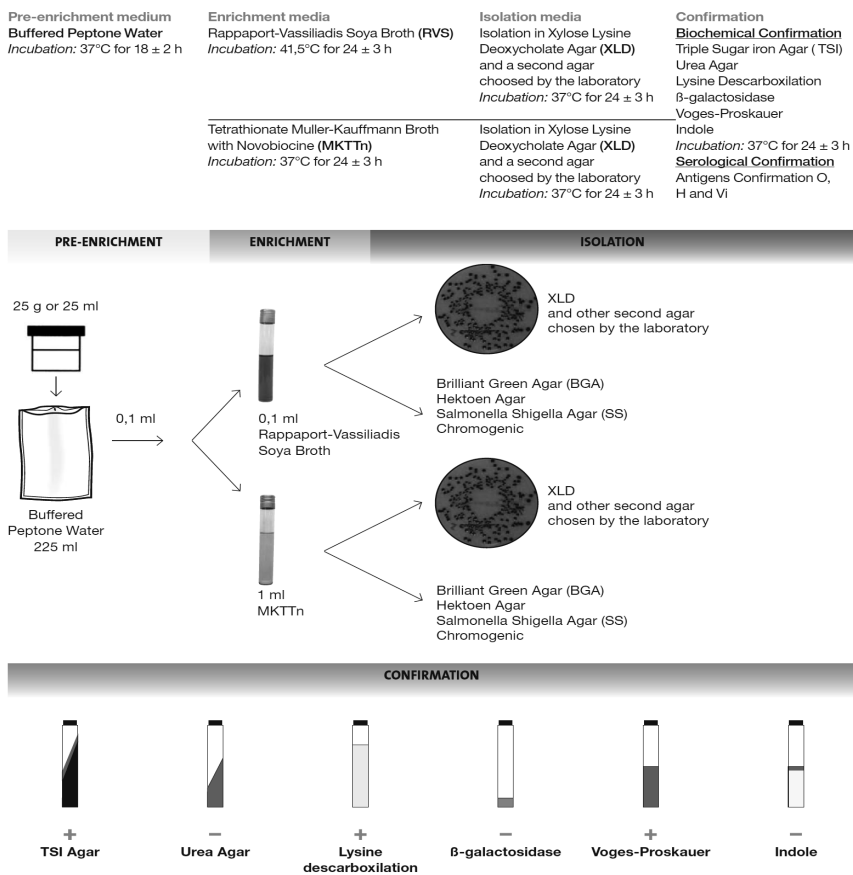 Pre-enrichment medium
Buffered Peptone Water
Incubation: 37°C for 18 ± 2 h
Enrichment media
Rappaport-Vassiliadis Soya Broth (RVS)
Incubation: 41,5°C for 24 ± 3 h
Isolation media
Isolation in Xylose Lysine
Deoxycholate Agar (XLD)
and a second agar
choosed by the laboratory
Incubation: 37°C for 24 ± 3 h
Tetrathionate Muller-Kauffmann Broth
with Novobiocine (MKTTn)
Incubation: 37°C for 24 ± 3 h
Isolation in Xylose Lysine
Deoxycholate Agar (XLD)
and a second agar
choosed by the laboratory
Incubation: 37°C for 24 ± 3 h
Confirmation
Biochemical Confirmation
Triple Sugar iron Agar ( TSI)
Urea Agar
Lysine Descarboxilation
ß-galactosidase
Voges-Proskauer
Indole
Incubation: 37°C for 24 ± 3 h
Serological Confirmation
Antigens Confirmation O,
H and Vi
PRE-ENRICHMENT
ENRICHMENT
ISOLATION
25 g or 25 ml
0,1 ml
Buffered
Peptone Water
225 ml
0,1 ml
Rappaport-Vassiliadis
Soya Broth
XLD
and other second agar
chosen by the laboratory
Brilliant Green Agar (BGA)
Hektoen Agar
Salmonella Shigella Agar (SS)
Chromogenic
1 ml
MKTTn
XLD
and other second agar
chosen by the laboratory
Brilliant Green Agar (BGA)
Hektoen Agar
Salmonella Shigella Agar (SS)
Chromogenic
CONFIRMATION
+
TSI Agar
−
Urea Agar
+
Lysine
descarboxilation
−
ß-galactosidase
+
Voges-Proskauer
−
Indole